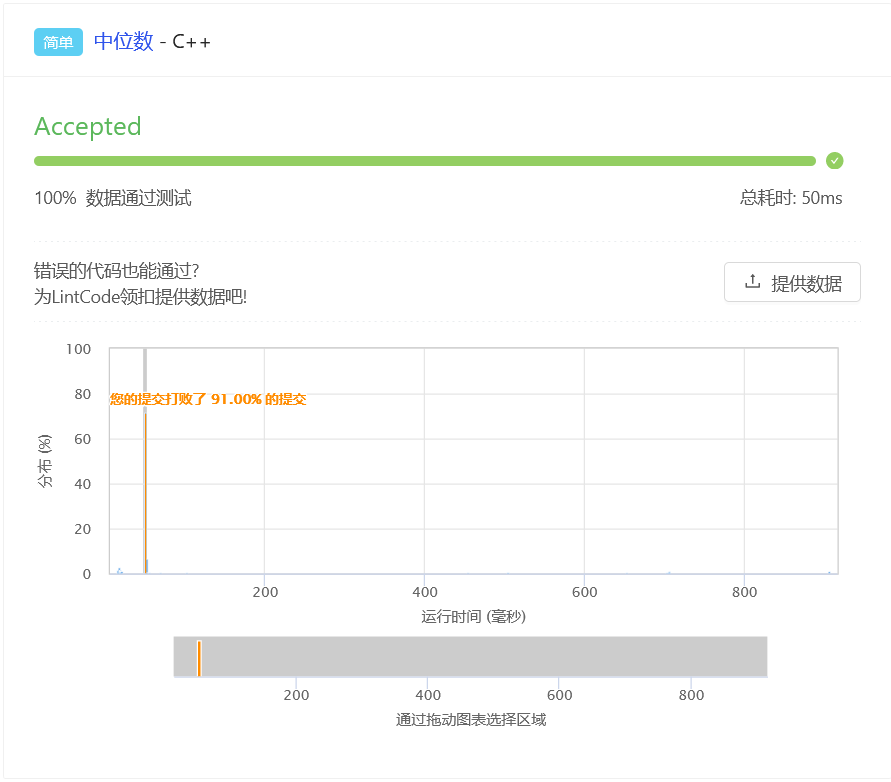 简单 中位数 - C++
Accepted
100% 数据通过测试 总耗时: 50ms
错误的代码也能通过?
为LintCode领扣提供数据吧!
提供数据
100
80
60
40
20
0
分布 (%)
您的提交打败了 91.00% 的提交
200 400 600 800
运行时间 (毫秒)
200 400 600 800
通过拖动图表选择区域